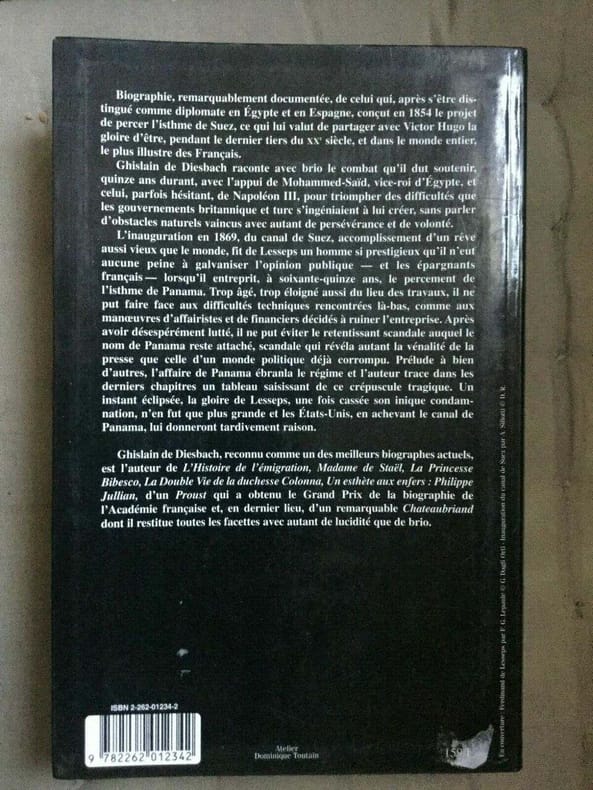 Biographie, remarquablement documentée, de celui qui, après s'être dis-
tingué comme diplomate en Égypte et en Espagne, conçut en 1854 le projet
de percer l'isthme de Suez, ce qui lui valut de partager avec Victor Hugo la
gloire d'être, pendant le dernier tiers du XXe siècle, et dans le monde entier,
le plus illustre des Français.
Ghislain de Diesbach raconte avec brio le combat qu'il dut soutenir,
quinze ans durant, avec l'appui de Mohammed-Saïd, vice-roi d'Égypte, et
celui, parfois hésitant, de Napoléon III, pour triompher des difficultés que
les gouvernements britannique et turc s'ingéniaient à lui créer, sans parler
d'obstacles naturels vaincus avec autant de persévérance et de volonté.
L'inauguration en 1869, du canal de Suez, accomplissement d'un rêve
aussi vieux que le monde, fit de Lesseps un homme si prestigieux qu'il n'eut
aucune peine à galvaniser l'opinion publique — et les épargnants
français — lorsqu'il entreprit, à soixante-quinze ans, le percement de
l'isthme de Panama. Trop âgé, trop éloigné aussi du lieu des travaux, il ne
put faire face aux difficultés techniques rencontrées là-bas, comme aux
manœuvres d'affairistes et de financiers décidés à ruiner l'entreprise. Après
avoir désespérément lutté, il ne put éviter le retentissant scandale auquel le
nom de Panama reste attaché, scandale qui révéla autant la vénalité de la
presse que celle d'un monde politique déjà corrompu. Prélude à bien
d'autres, l'affaire de Panama ébranla le régime et l'auteur trace dans les
derniers chapitres un tableau saisissant de ce crépuscule tragique. Un
instant éclipsée, la gloire de Lesseps, une fois cassée son inique condam-
nation, n'en fut que plus grande et les États-Unis, en achevant le canal de
Panama, lui donneront tardivement raison.
Ghislain de Diesbach, reconnu comme un des meilleurs biographes actuels,
est l'auteur de L'Histoire de l'émigration, Madame de Staël, La Princesse
Bibesco, La Double Vie de la duchesse Colonna, Un esthète aux enfers : Philippe
Jullian, d'un Proust qui a obtenu le Grand Prix de la biographie de
l'Académie française et, en dernier lieu, d'un remarquable Chateaubriand
dont il restitue toutes les facettes avec autant de lucidité que de brio.
En couverture : Ferdinand de Lesseps par F. G. Lepaule © G. Dagli Orti - Inauguration du canal de Suez par A. Siliotti © D. R.
ISBN 2-262-01234-2
9 782262 012342
Atelier
Dominique Toutain